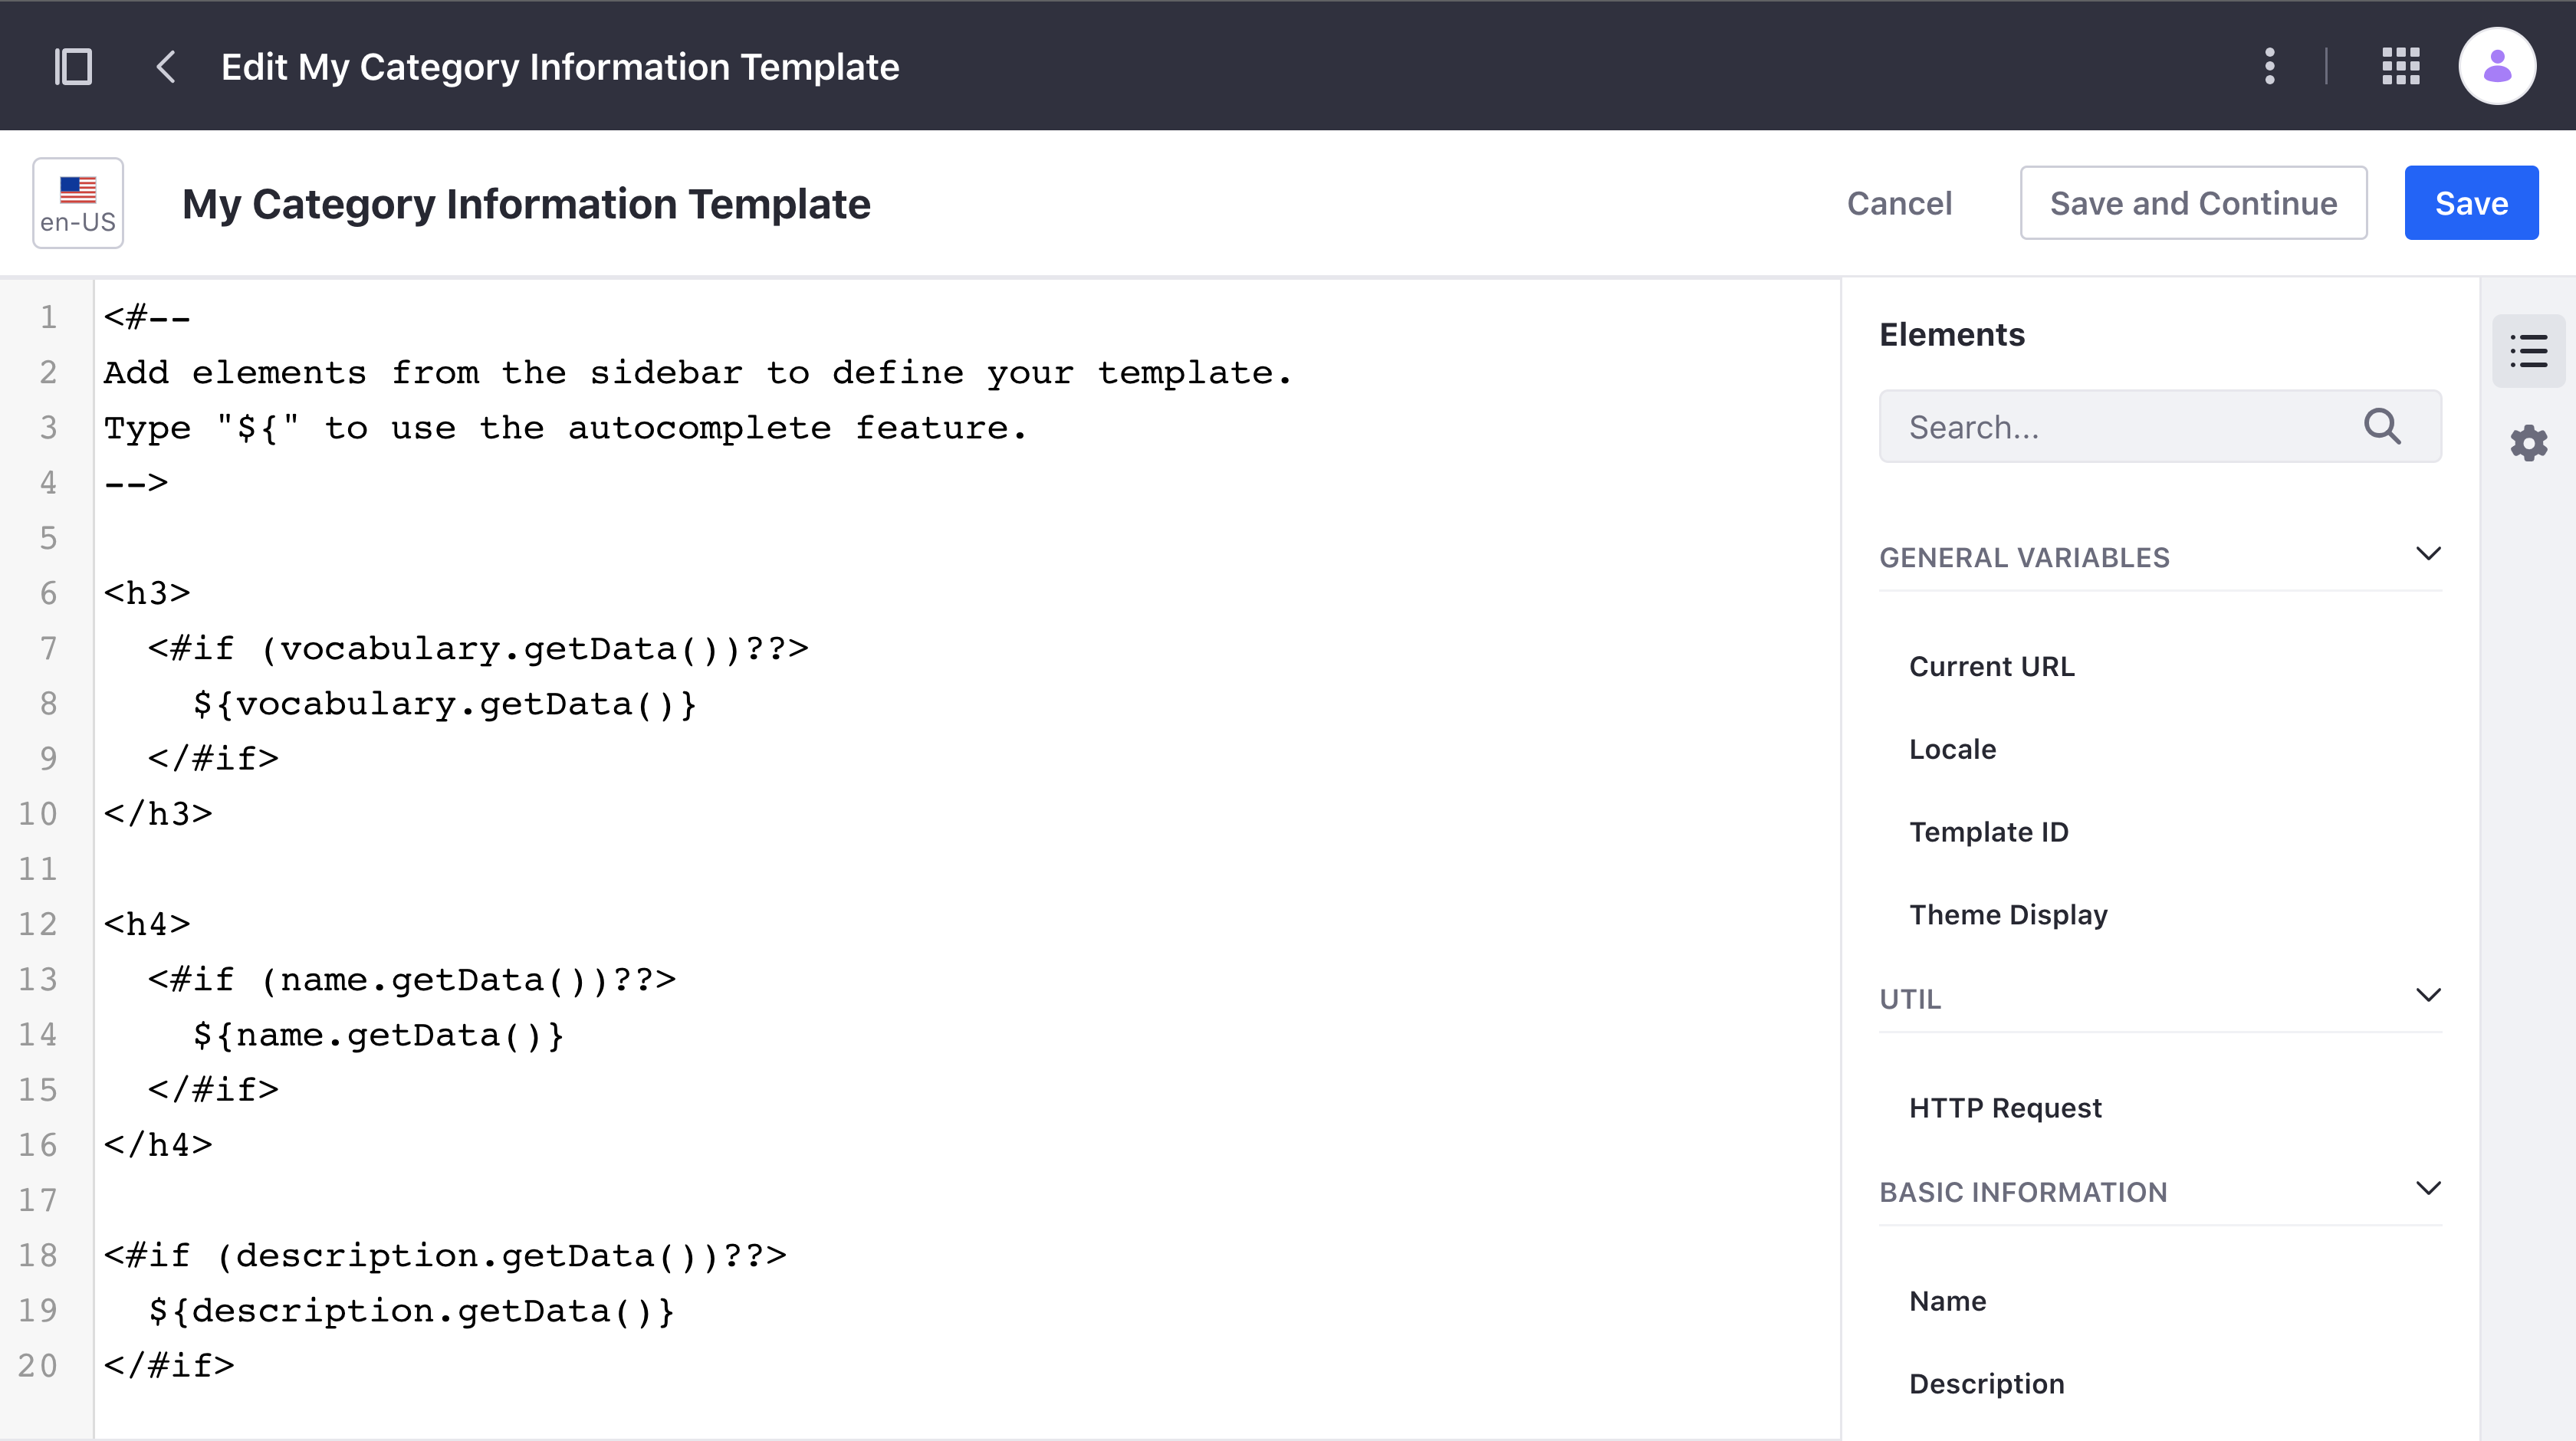 Edit My Category Information Template
en-US
My Category Information Template
Cancel
Save and Continue
Save
1 <#--
2 Add elements from the sidebar to define your template.
3 Type "${" to use the autocomplete feature.
4 -->
5
6 <h3>
7   <#if (vocabulary.getData())??>
8     ${vocabulary.getData()}
9   </#if>
10 </h3>
11
12 <h4>
13   <#if (name.getData())??>
14     ${name.getData()}
15   </#if>
16 </h4>
17
18 <#if (description.getData())??>
19   ${description.getData()}
20 </#if>
Elements
Search...
GENERAL VARIABLES
Current URL
Locale
Template ID
Theme Display
UTIL
HTTP Request
BASIC INFORMATION
Name
Description